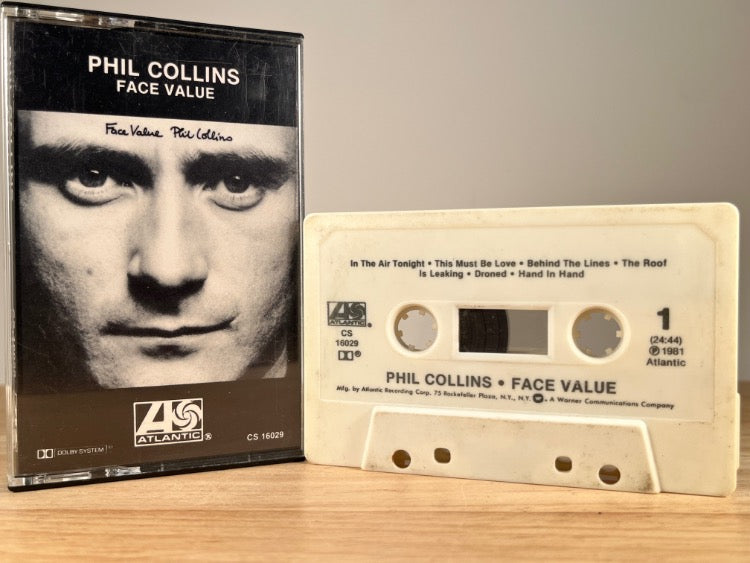 PHIL COLLINS
FACE VALUE
Face Value Phil Collins
ATLANTIC®
DOLBY SYSTEM
CS 16029
In The Air Tonight • This Must Be Love • Behind The Lines • The Roof
Is Leaking • Droned • Hand In Hand
ATLANTIC®
CS
16029
1
(24:44)
℗ 1981
Atlantic
PHIL COLLINS • FACE VALUE
Mfg. by Atlantic Recording Corp. 75 Rockefeller Plaza, N.Y., N.Y. A Warner Communications Company